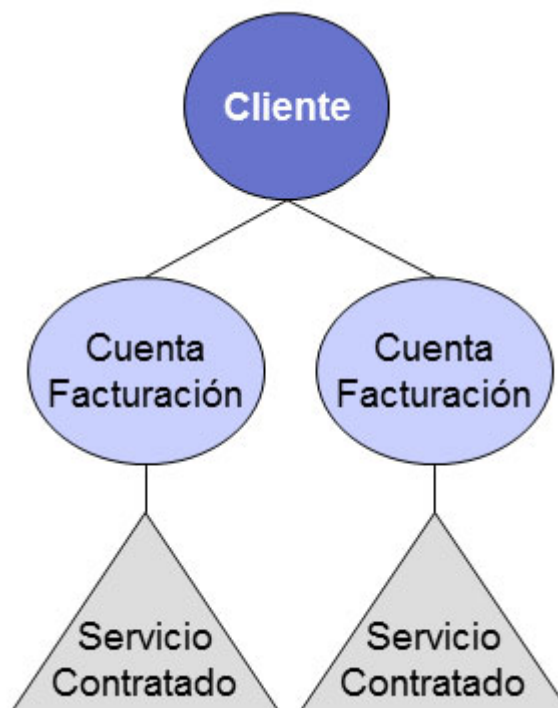 Cliente
Cuenta
Facturación
Cuenta
Facturación
Servicio
Contratado
Servicio
Contratado